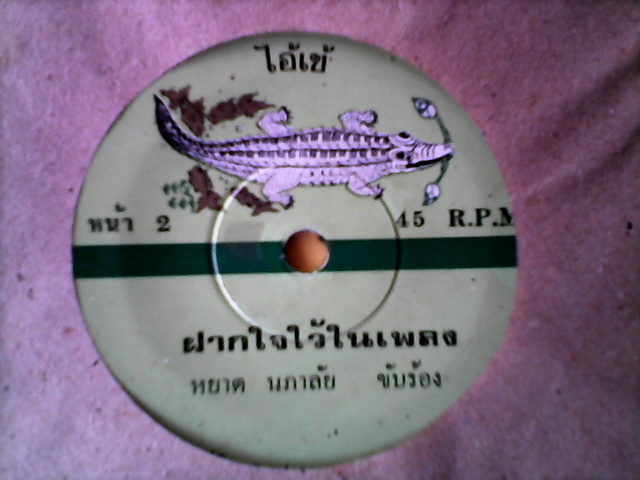 ไอ้เข้
หน้า 2 45 R.P.M
ฝากใจไว้ในเพลง
หยาด นภาลัย ขับร้อง